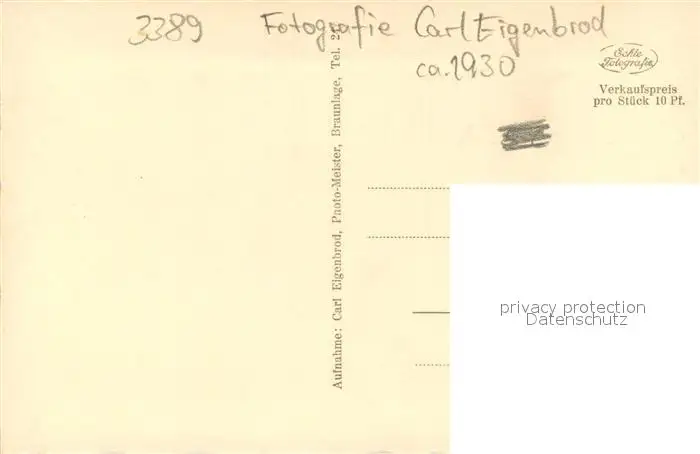 3389
Fotografie Carl Eigenbrod
ca. 1930
Echte
Fotografie
Verkaufspreis
pro Stück 10 Pf.
Aufnahme: Carl Eigenbrod, Paoto-Meister, Braunlage, Tel.
privacy protection
Datenschutz